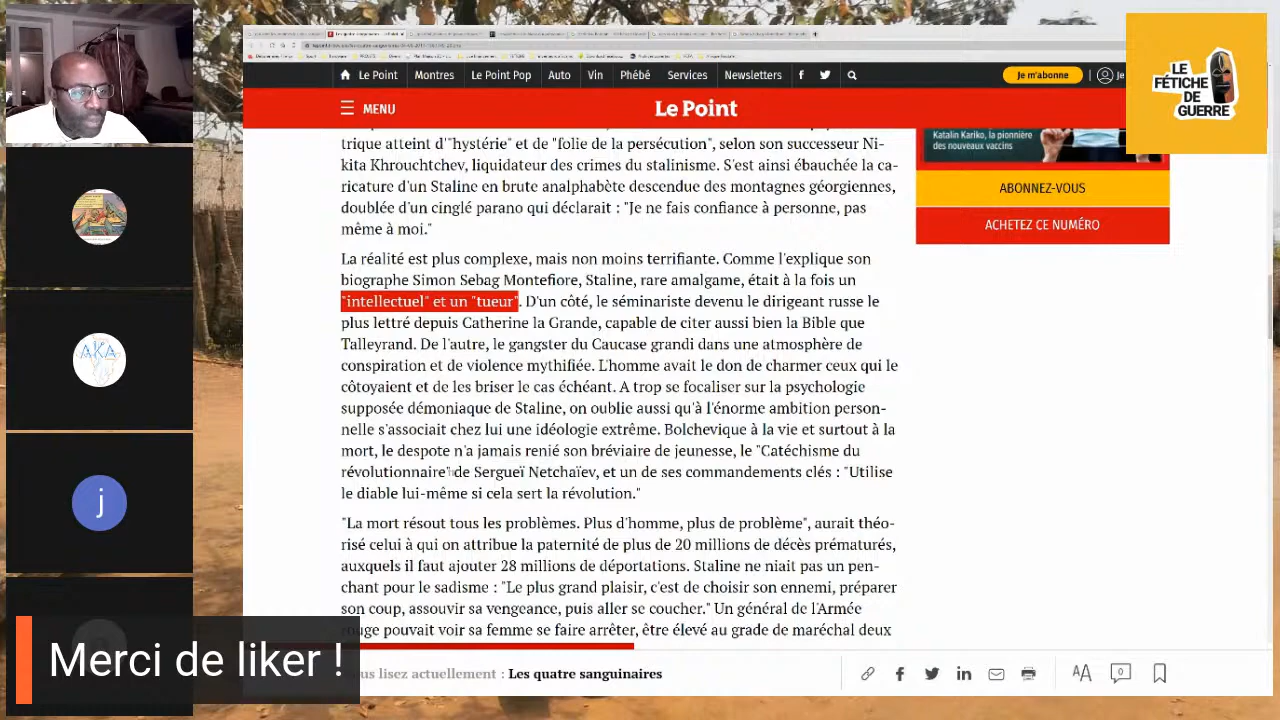 Le Point
Montres
Le Point Pop
Auto
Vin
Phébé
Services
Newsletters
f
Je m'abonne
Je
MENU
Le Point
LE
FÉTICHE
DE
GUERRE
Katalin Kariko, la pionnière
des nouveaux vaccins
ABONNEZ-VOUS
ACHETEZ CE NUMÉRO
trique atteint d'"hystérie" et de "folie de la persécution", selon son successeur Ni-
kita Khrouchtchev, liquidateur des crimes du stalinisme. S'est ainsi ébauchée la ca-
ricature d'un Staline en brute analphabète descendue des montagnes géorgiennes,
doublée d'un cinglé parano qui déclarait : "Je ne fais confiance à personne, pas
même à moi."
La réalité est plus complexe, mais non moins terrifiante. Comme l'explique son
biographe Simon Sebag Montefiore, Staline, rare amalgame, était à la fois un
"intellectuel" et un "tueur". D'un côté, le séminariste devenu le dirigeant russe le
plus lettré depuis Catherine la Grande, capable de citer aussi bien la Bible que
Talleyrand. De l'autre, le gangster du Caucase grandi dans une atmosphère de
conspiration et de violence mythifiée. L'homme avait le don de charmer ceux qui le
côtoyaient et de les briser le cas échéant. A trop se focaliser sur la psychologie
supposée démoniaque de Staline, on oublie aussi qu'à l'énorme ambition person-
nelle s'associait chez lui une idéologie extrême. Bolchevique à la vie et surtout à la
mort, le despote n'a jamais renié son bréviaire de jeunesse, le "Catéchisme du
révolutionnaire" de Sergueï Netchaïev, et un de ses commandements clés : "Utilise
le diable lui-même si cela sert la révolution."
"La mort résout tous les problèmes. Plus d'homme, plus de problème", aurait théo-
risé celui à qui on attribue la paternité de plus de 20 millions de décès prématurés,
auxquels il faut ajouter 28 millions de déportations. Staline ne niait pas un pen-
chant pour le sadisme : "Le plus grand plaisir, c'est de choisir son ennemi, préparer
son coup, assouvir sa vengeance, puis aller se coucher." Un général de l'Armée
rouge pouvait voir sa femme se faire arrêter, être élevé au grade de maréchal deux
lisez actuellement : Les quatre sanguinaires
AA
0
AKA
j
Merci de liker !